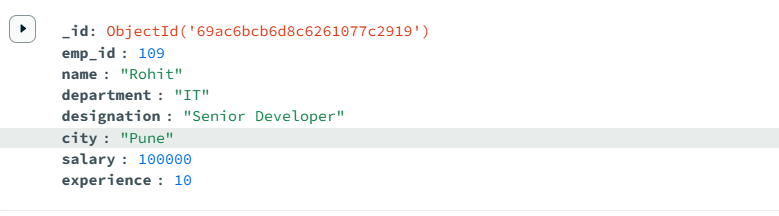 _id: ObjectId('69ac6bcb6d8c6261077c2919')
emp_id : 109
name : "Rohit"
department : "IT"
designation : "Senior Developer"
city : "Pune"
salary : 100000
experience : 10